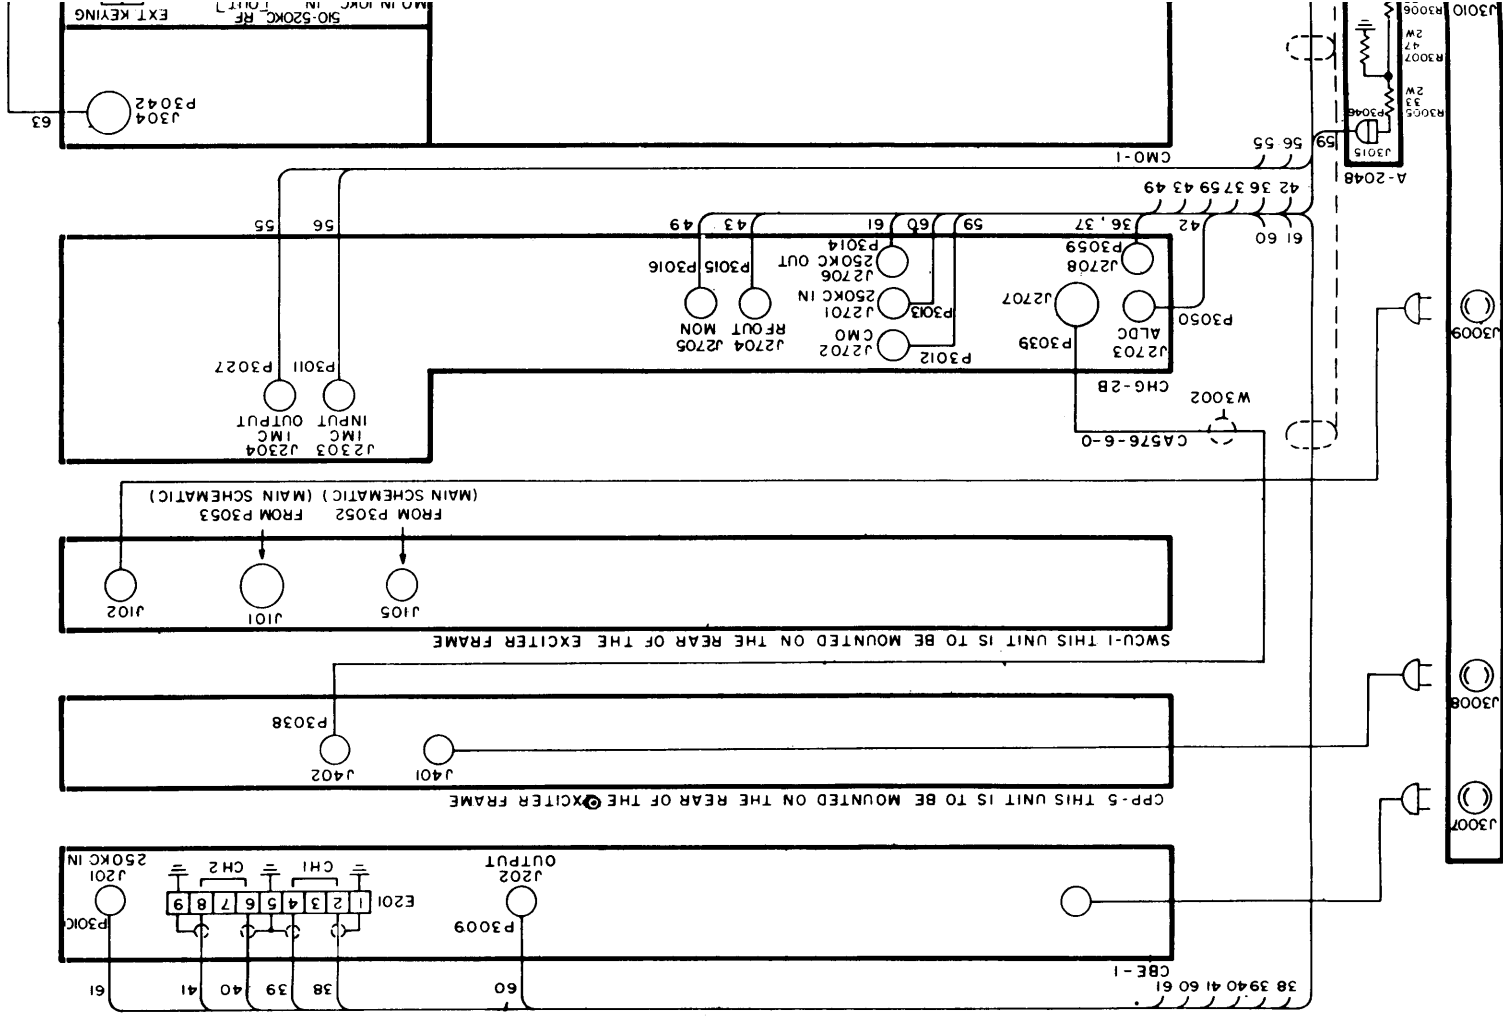 38 39 40 41 60 61
60
38
39
40
41
61
CBE-1
P3009
P3010
E201
1 2 3 4 5 6 7 8 9
J202
OUTPUT
CH1
CH2
J201
250KC IN
J3007
CPP-5 THIS UNIT IS TO BE MOUNTED ON THE REAR OF THE EXCITER FRAME
J401
J402
P3038
J3008
SWCU-1 THIS UNIT IS TO BE MOUNTED ON THE REAR OF THE EXCITER FRAME
J105
J101
J102
FROM P3052
(MAIN SCHEMATIC)
FROM P3053
(MAIN SCHEMATIC)
CA576-6-0
W3002
J2303
IMC
INPUT
P3011
J2304
IMC
OUTPUT
P3027
CHG-2B
J2703
ALDC
P3050
P3039
J2707
P3012
J2702
CMO
P3013
J2701
250KC IN
J2704
RF OUT
P3015
J2705
MON
P3016
J2706
250KC OUT
P3014
J2708
P3059
J3009
61 60
42
36, 37
59
60
61
43
49
56
55
42 36 37 59 43 49
A-2048
CMO-1
56 55
59
J3015
P3046
R3005
33
2W
R3007
47
2W
R3006
J3010
J304
P3042
63
CMO IN 10KC IN
510-520KC RF
[OUT]
EXT KEYING